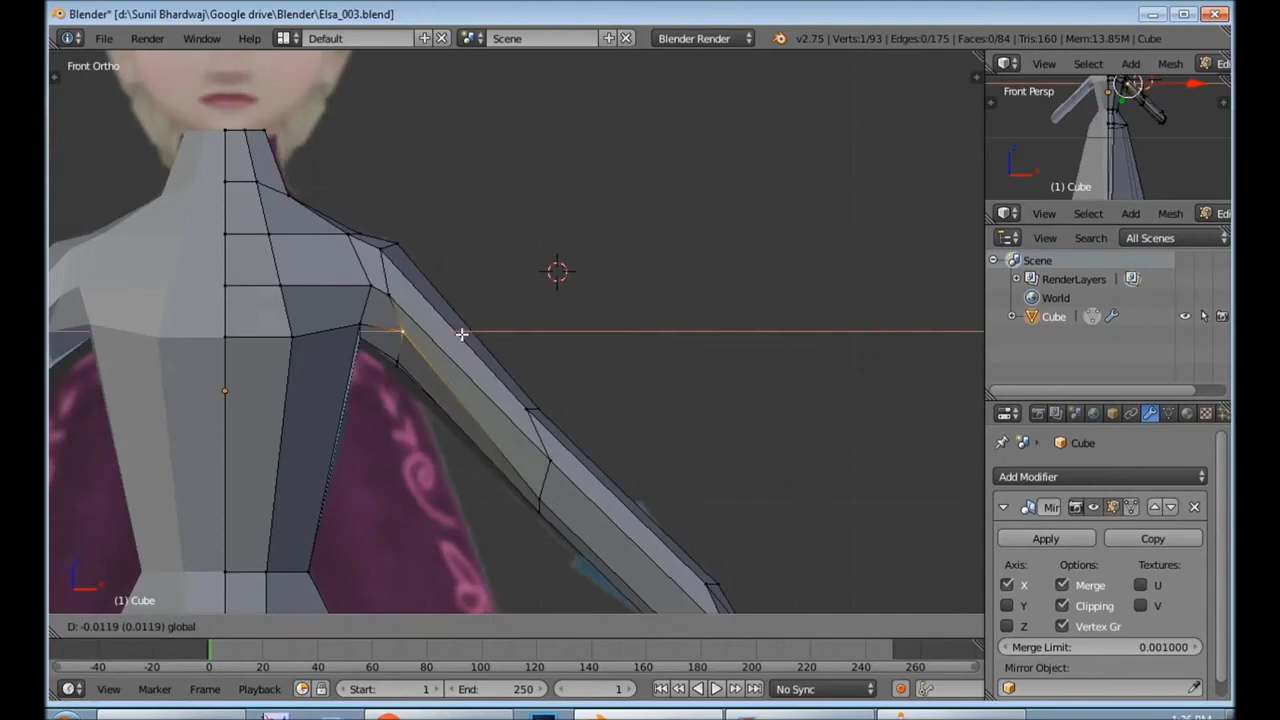 Blender* [d:\Sunil Bhardwaj\Google drive\Blender\Elsa_003.blend]
File Render Window Help Default Scene Blender Render v2.75 | Verts:1/93 | Edges:0/175 | Faces:0/84 | Tris:160 | Mem:13.85M | Cube
View Select Add Mesh Ed
Front Ortho
Front Persp
(1) Cube
View Select Add Mesh Ed
View Search All Scenes
Scene
RenderLayers
World
Cube
Cube
Add Modifier
Mir
Apply Copy
Axis: Options: Textures:
X Merge U
Y Clipping V
Z Vertex Gr
Merge Limit: 0.001000
Mirror Object:
(1) Cube
D: -0.0119 (0.0119) global
-40 -20 0 20 40 60 80 100 120 140 160 180 200 220 240 260
View Marker Frame Playback Start: 1 End: 250 1 No Sync